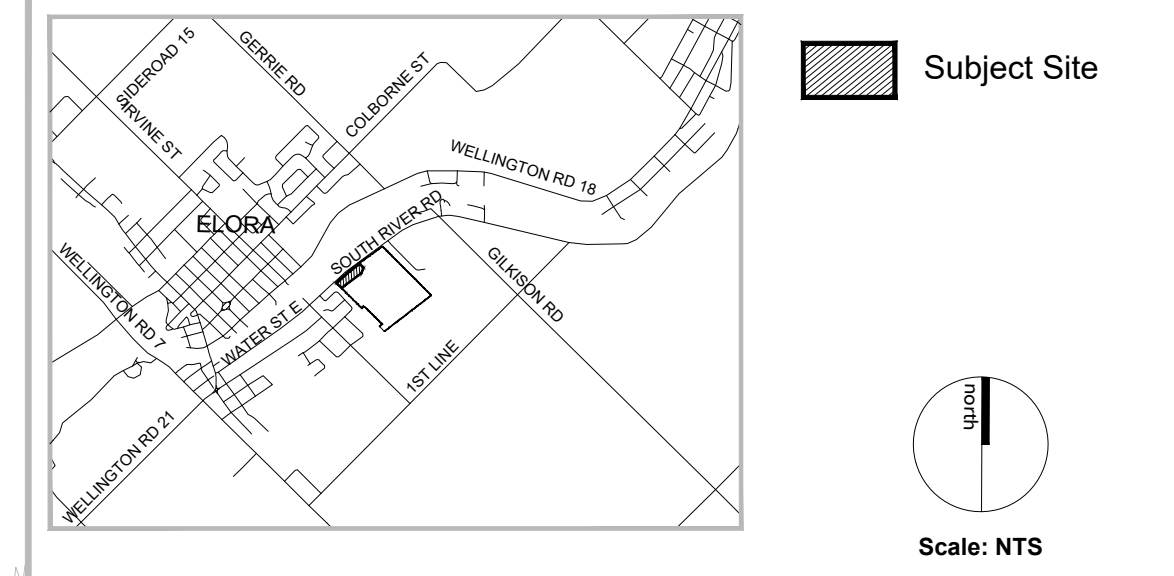 SIDEROAD 15
GERRIE RD
COLBORNE ST
IRVINE ST
WELLINGTON RD 18
ELORA
SOUTH RIVER RD
WELLINGTON RD 7
GILKISON RD
WATER ST E
1ST LINE
WELLINGTON RD 21
Subject Site
north
Scale: NTS